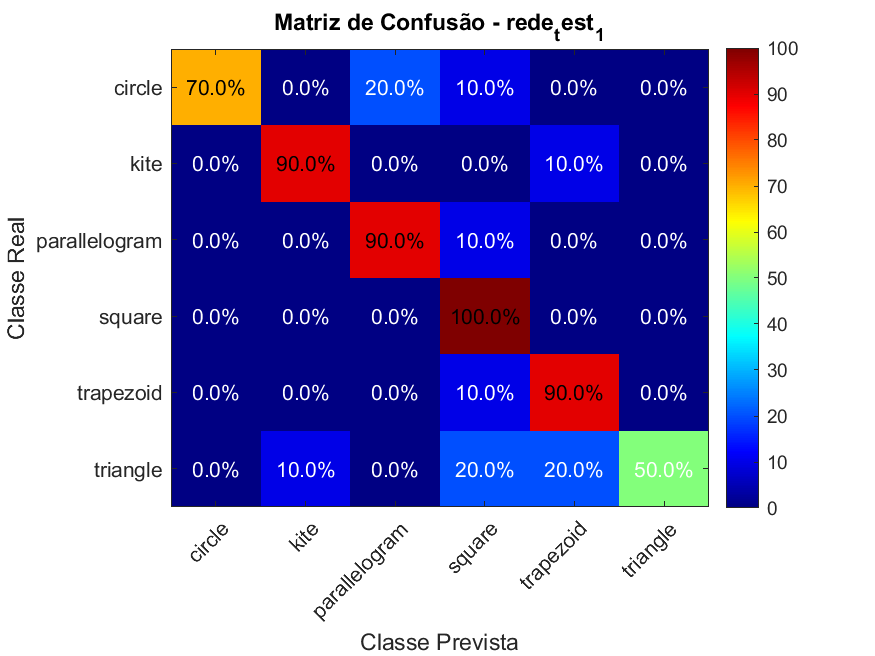 Matriz de Confusão - rede_test_1
100
circle 70.0% 0.0% 20.0% 10.0% 0.0% 0.0%
90
80
kite 0.0% 90.0% 0.0% 0.0% 10.0% 0.0%
70
parallelogram 0.0% 0.0% 90.0% 10.0% 0.0% 0.0%
60
50
Classe Real
square 0.0% 0.0% 0.0% 100.0% 0.0% 0.0%
40
30
trapezoid 0.0% 0.0% 0.0% 10.0% 90.0% 0.0%
20
triangle 0.0% 10.0% 0.0% 20.0% 20.0% 50.0%
10
0
circle kite parallelogram square trapezoid triangle
Classe Prevista